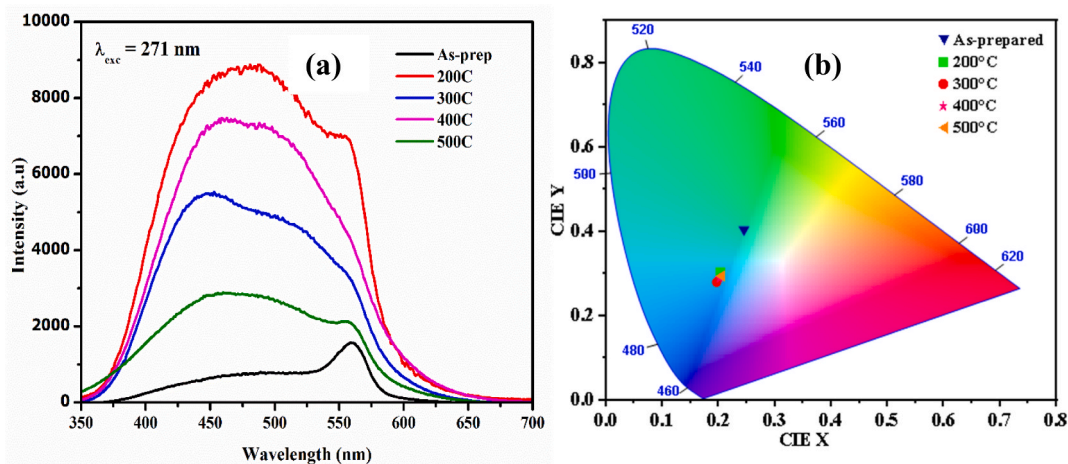 10000
8000
6000
4000
2000
0
350
400
450
500
550
600
650
700
Intensity (a.u)
Wavelength (nm)
λexc = 271 nm
(a)
As-prep
200C
300C
400C
500C
(b)
As-prepared
200°C
300°C
400°C
500°C
520
540
560
580
600
620
500
480
460
0.8
0.6
0.4
0.2
0.0
0.0
0.1
0.2
0.3
0.4
0.5
0.6
0.7
0.8
CIE Y
CIE X